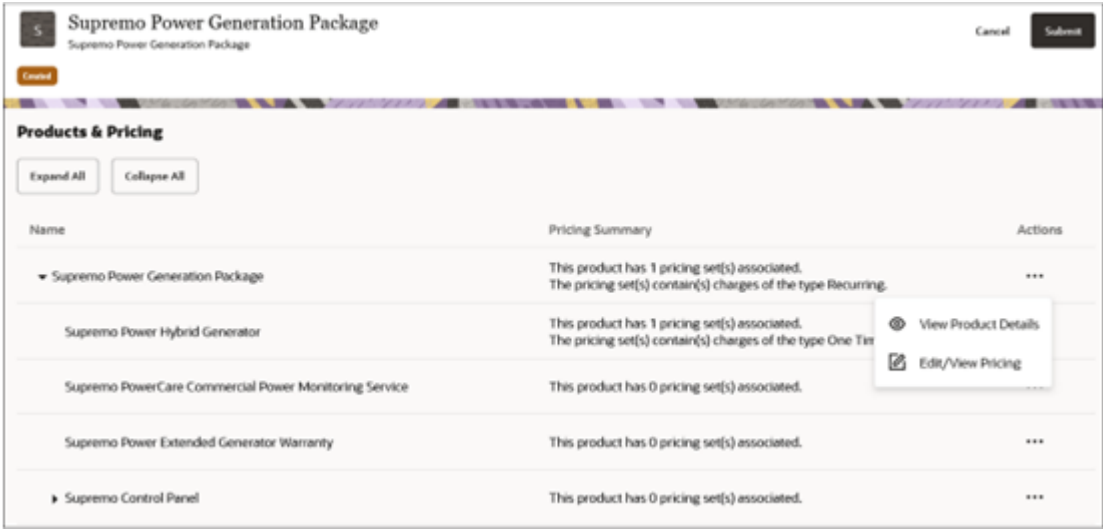 S
Supremo Power Generation Package
Supremo Power Generation Package
Cancel
Submit
Created
Products & Pricing
Expand All
Collapse All
Name
Pricing Summary
Actions
Supremo Power Generation Package
This product has 1 pricing set(s) associated.
The pricing set(s) contain(s) charges of the type Recurring.
Supremo Power Hybrid Generator
This product has 1 pricing set(s) associated.
The pricing set(s) contain(s) charges of the type One Tim
View Product Details
Edit/View Pricing
Supremo PowerCare Commercial Power Monitoring Service
This product has 0 pricing set(s) associated.
Supremo Power Extended Generator Warranty
This product has 0 pricing set(s) associated.
Supremo Control Panel
This product has 0 pricing set(s) associated.